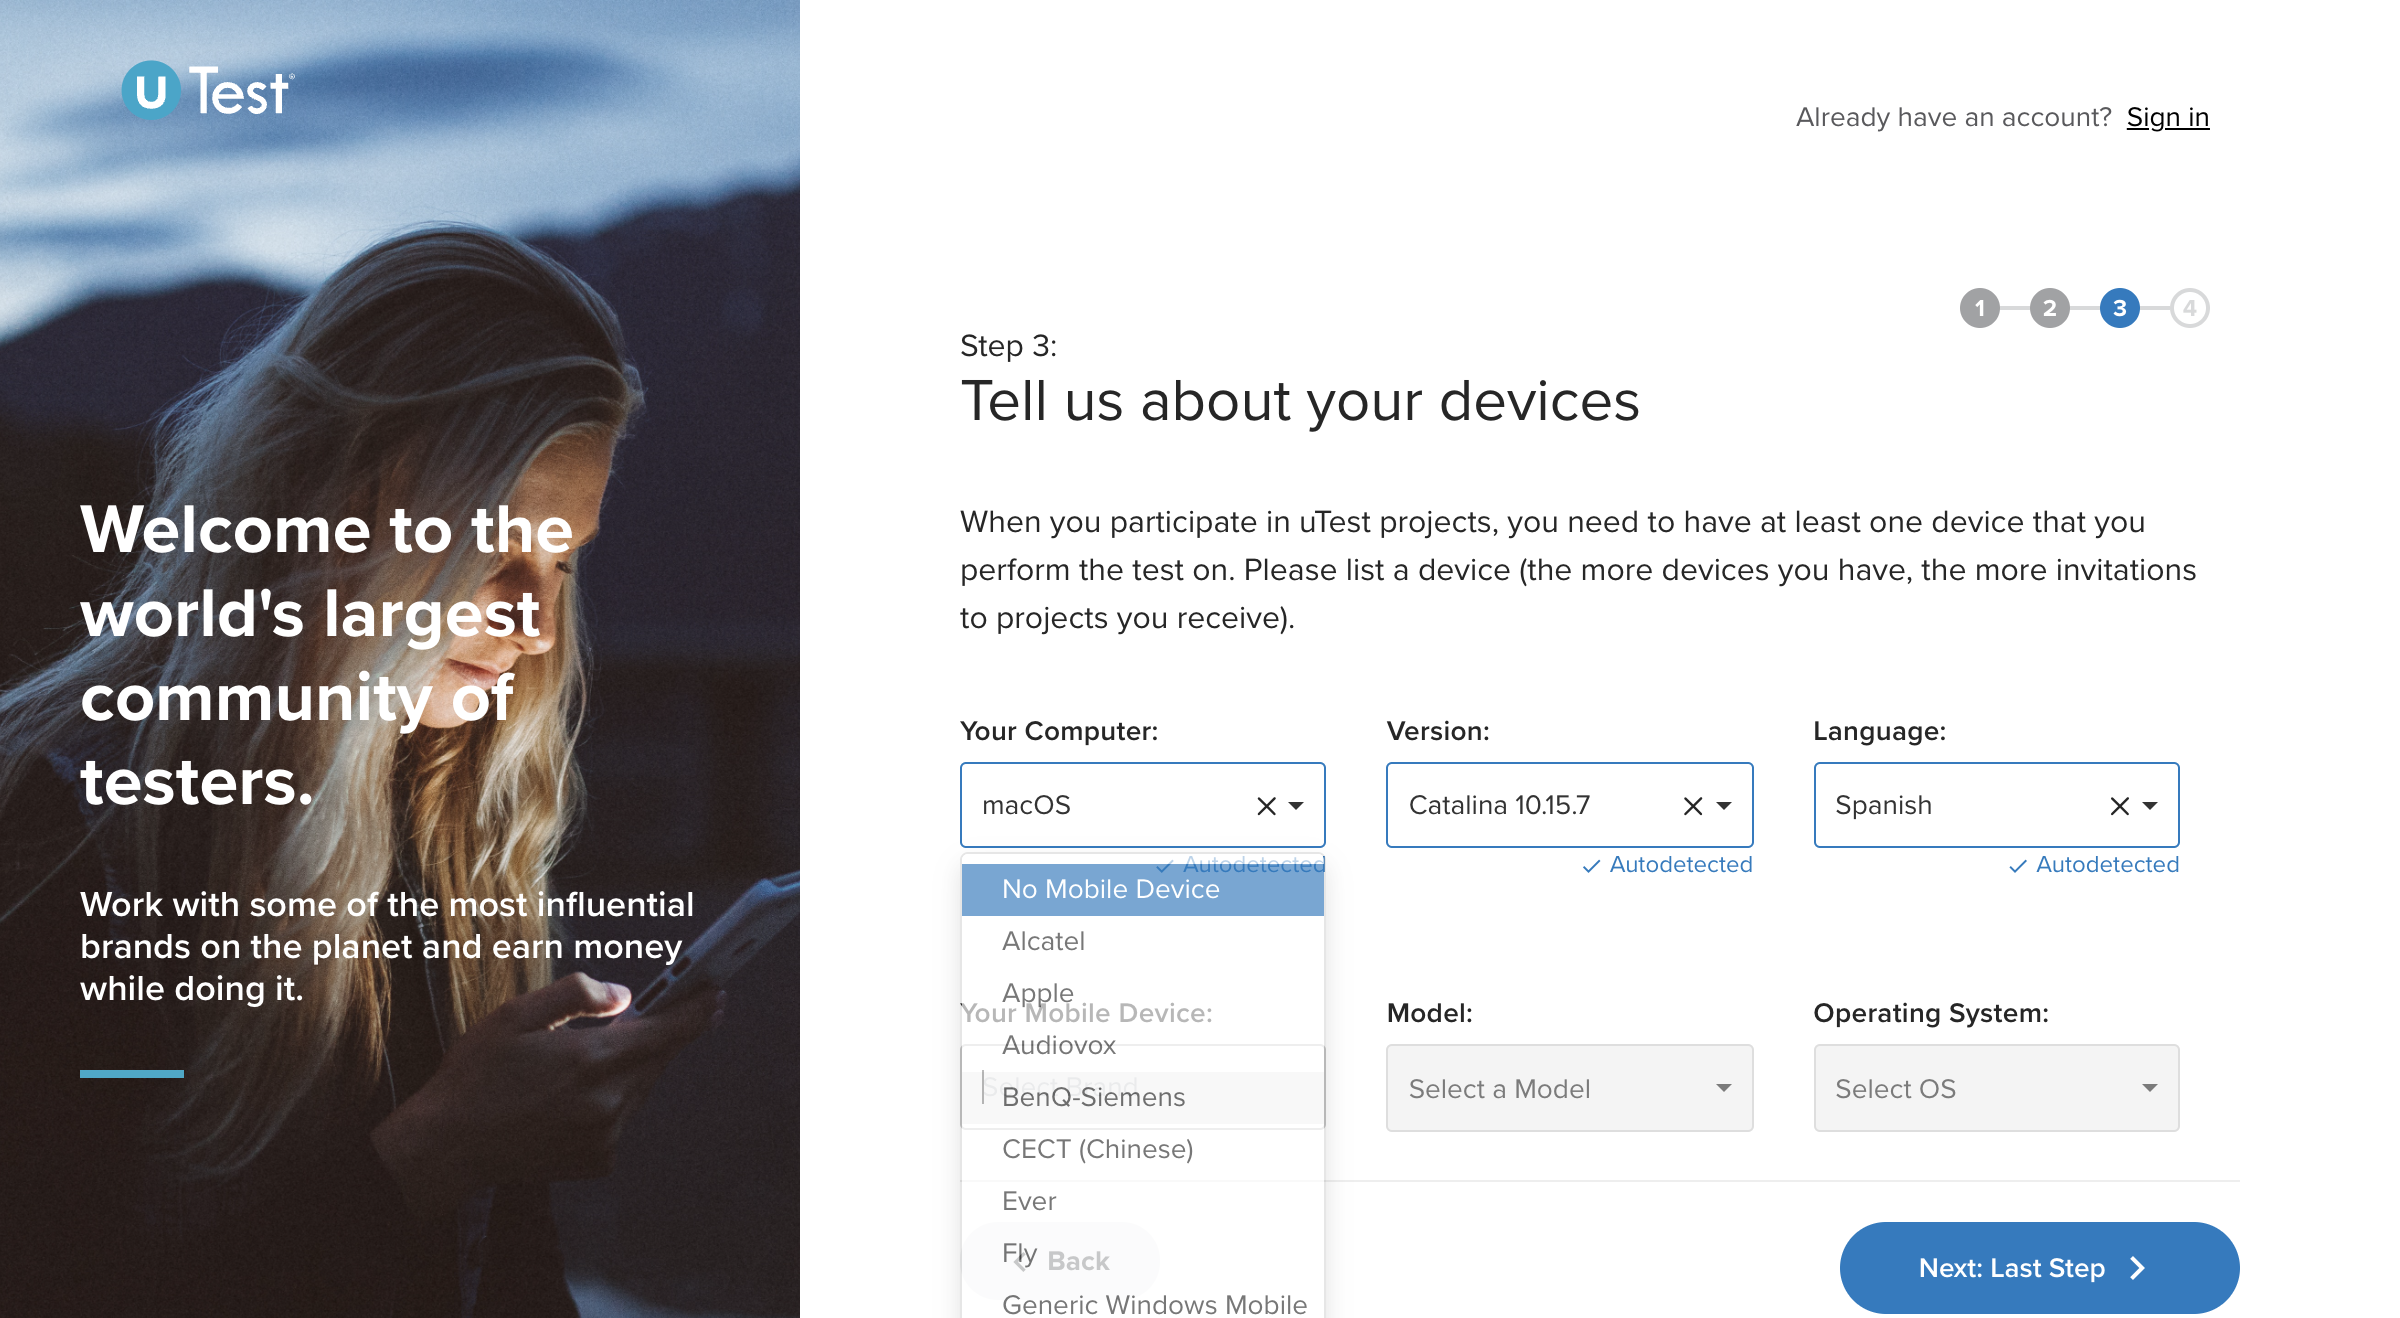 u Test®
Welcome to the
world's largest
community of
testers.
Work with some of the most influential
brands on the planet and earn money
while doing it.
Already have an account? Sign in
1 2 3 4
Step 3:
Tell us about your devices
When you participate in uTest projects, you need to have at least one device that you
perform the test on. Please list a device (the more devices you have, the more invitations
to projects you receive).
Your Computer: Version: Language:
macOS Catalina 10.15.7 Spanish
Autodetected Autodetected Autodetected
No Mobile Device
Alcatel
Apple
Your Mobile Device: Model: Operating System:
Audiovox
Select Brand Select a Model Select OS
BenQ-Siemens
CECT (Chinese)
Ever
Fly
Back Next: Last Step
Generic Windows Mobile